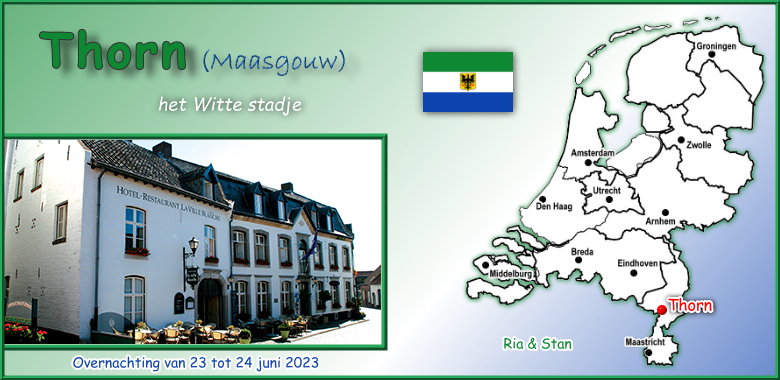 Thorn (Maasgouw)
het Witte stadje
HOTEL-RESTAURANT LA VILLE BLANCHE
Overnachting van 23 tot 24 juni 2023
Groningen
Zwolle
Amsterdam
Utrecht
Den Haag
Arnhem
Breda
Eindhoven
Middelburg
Thorn
Ria & Stan
Maastricht